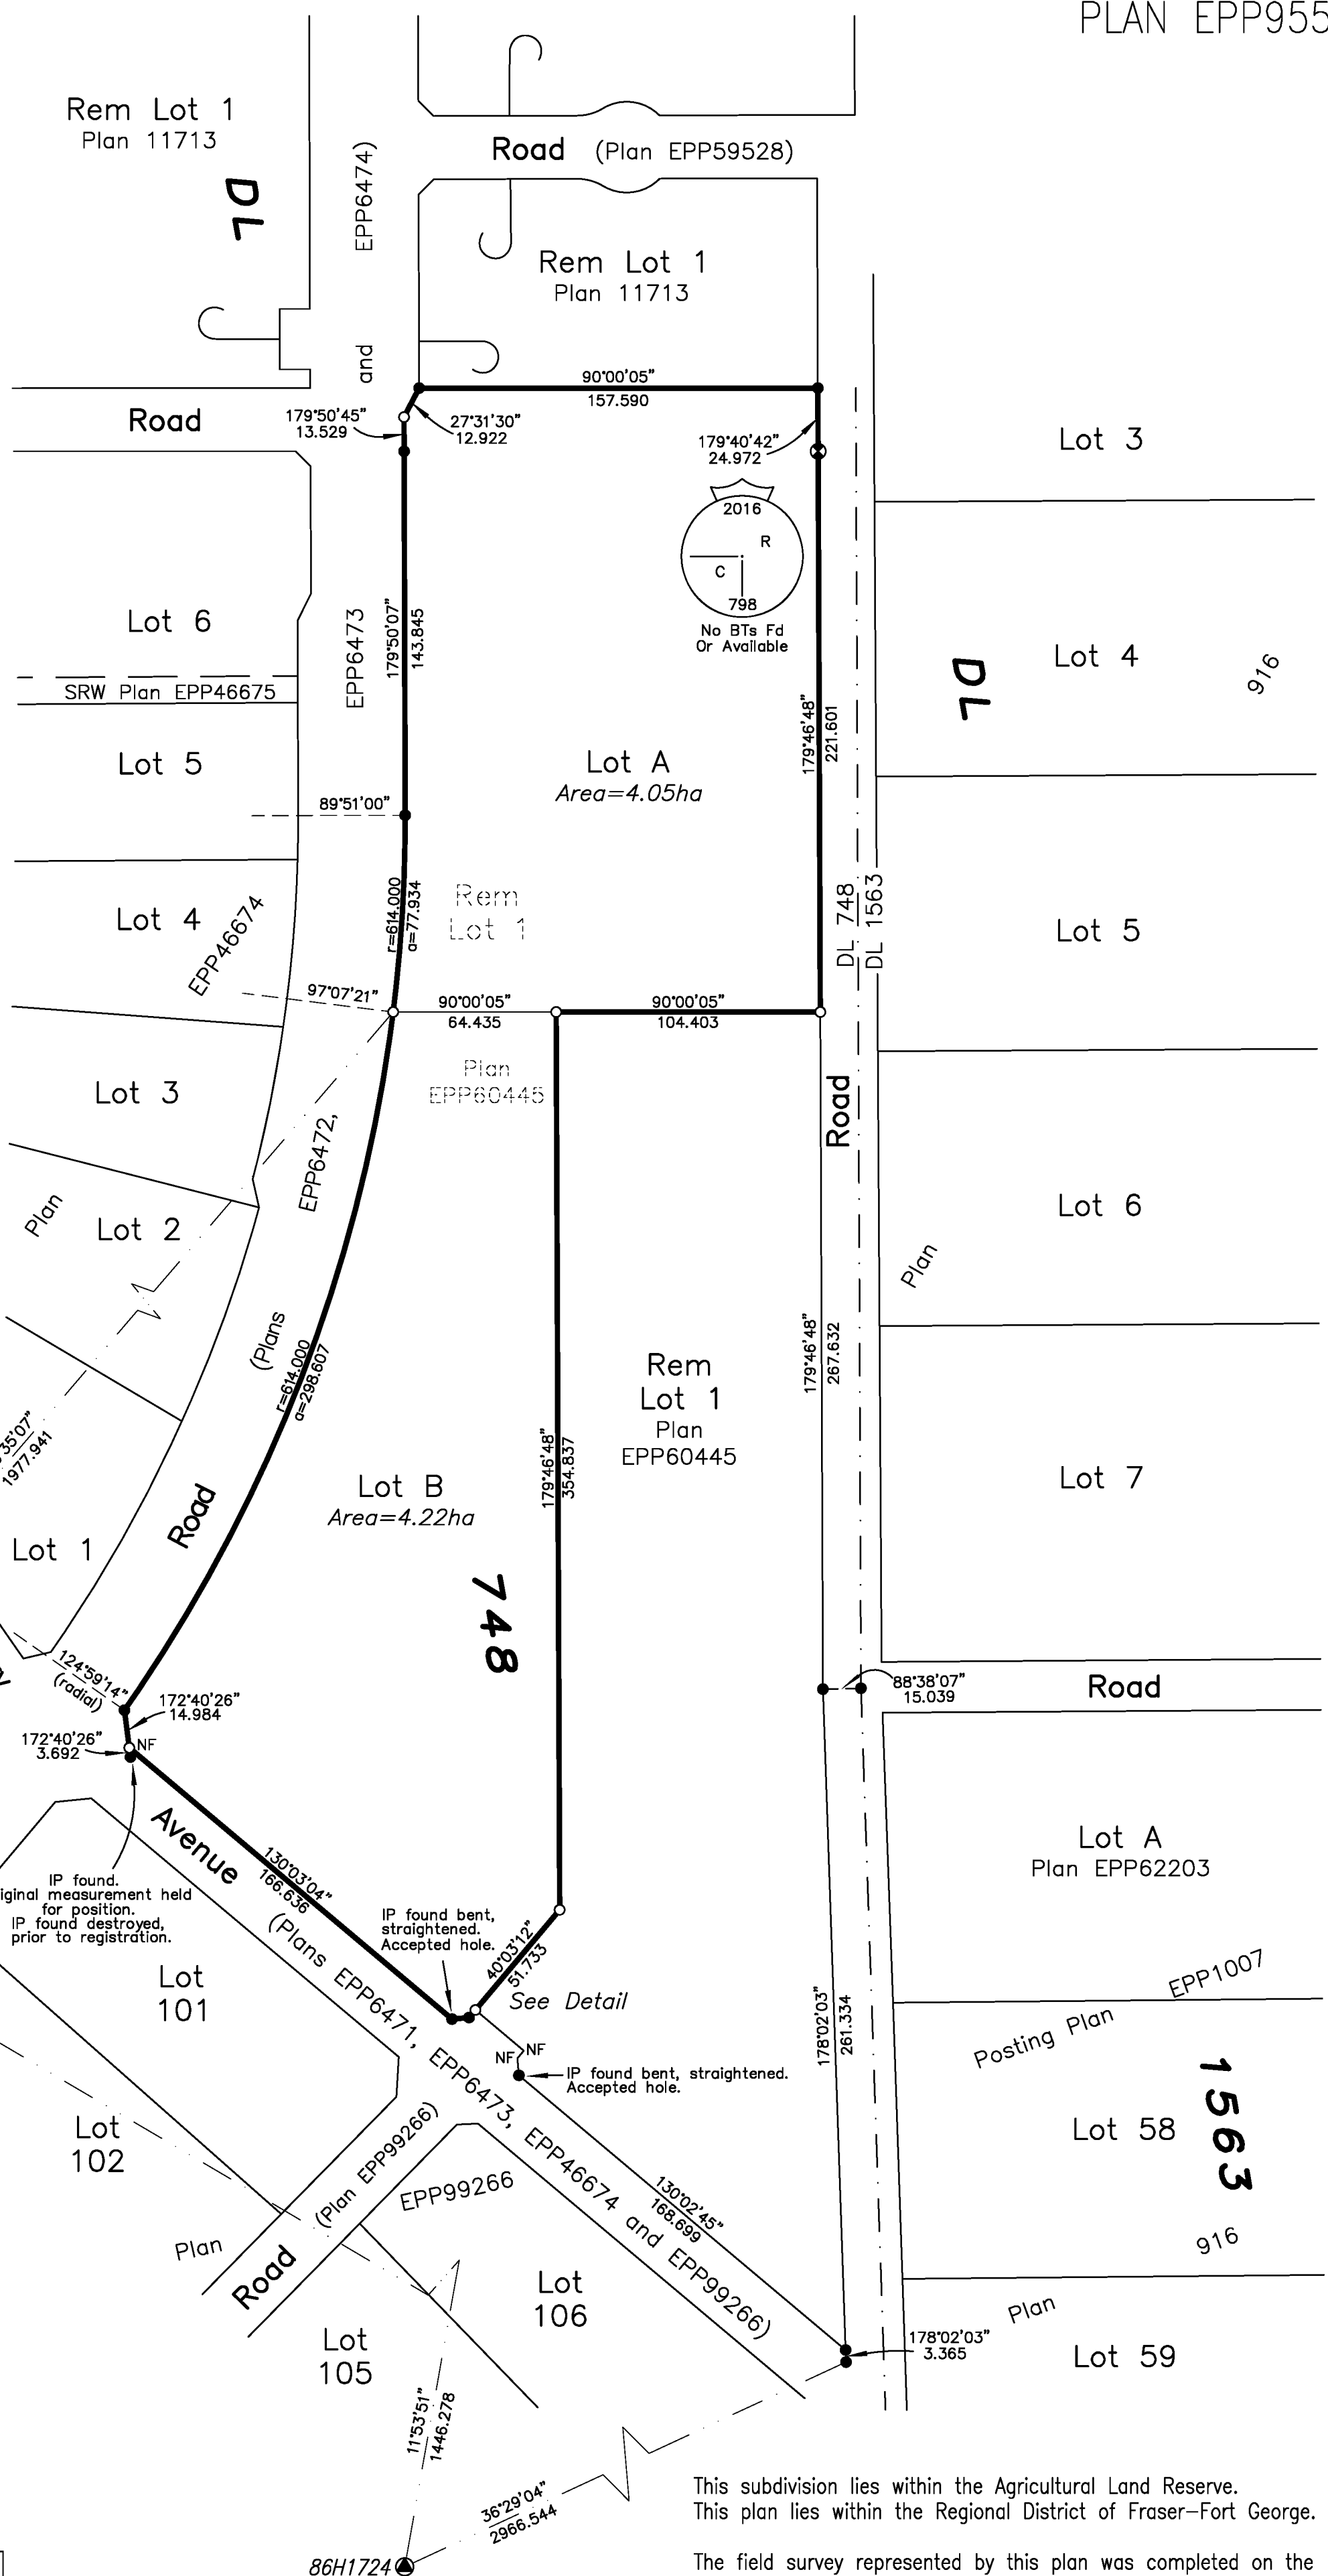 PLAN EPP955
Rem Lot 1
Plan 11713
DL
EPP6474)
and
Road (Plan EPP59528)
Rem Lot 1
Plan 11713
Road
179°50'45"
13.529
27°31'30"
12.922
90°00'05"
157.590
179°40'42"
24.972
2016
R
C
798
No BTs Fd
Or Available
Lot 3
Lot 6
SRW Plan EPP46675
EPP6473
179°50'07"
143.845
Lot 4
916
DL
Lot 5
Lot A
Area=4.05ha
179°46'48"
221.601
89°51'00"
Lot 4
EPP46674
r=614.000
a=77.934
Rem
Lot 1
DL 748
DL 1563
Lot 5
97°07'21"
90°00'05"
64.435
90°00'05"
104.403
Plan
EPP60445
Lot 3
EPP6472,
Road
Plan
Lot 2
(Plans
Plan
Lot 6
r=614.000
a=298.607
179°46'48"
267.632
Rem
Lot 1
Plan
EPP60445
35'07"
1977.941
179°46'48"
354.837
Lot 7
Lot B
Area=4.22ha
Road
Lot 1
748
124°59'14"
(radial)
88°38'07"
15.039
Road
172°40'26"
14.984
172°40'26"
3.692
NF
Avenue
130°03'04"
166.636
Lot A
Plan EPP62203
IP found.
iginal measurement held
for position.
IP found destroyed,
prior to registration.
IP found bent,
straightened.
Accepted hole.
40°03'12"
51.733
See Detail
(Plans EPP6471, EPP6473, EPP46674 and EPP99266)
Lot
101
178°02'03"
261.334
EPP1007
Posting Plan
NF
NF
IP found bent, straightened.
Accepted hole.
1563
Lot 58
Lot
102
(Plan EPP99266)
EPP99266
130°02'45"
168.699
916
Plan
Road
Lot
106
Plan
Lot
105
178°02'03"
3.365
Lot 59
11°53'51"
1446.278
36°29'04"
2966.544
86H1724
This subdivision lies within the Agricultural Land Reserve.
This plan lies within the Regional District of Fraser-Fort George.
The field survey represented by this plan was completed on the